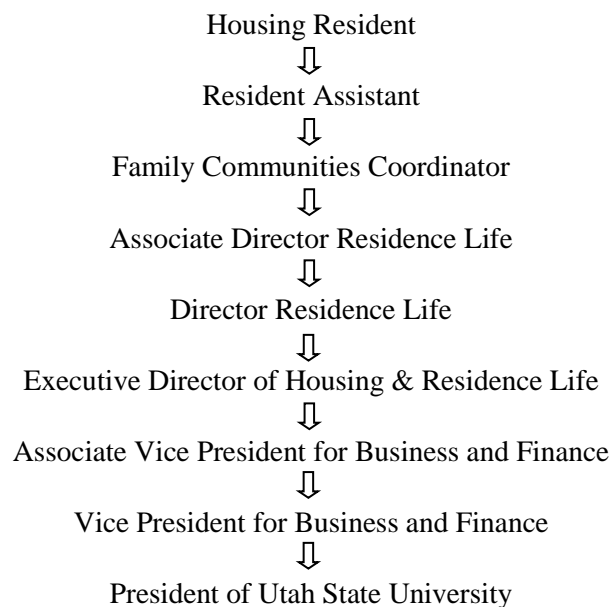 Housing Resident
Resident Assistant
Family Communities Coordinator
Associate Director Residence Life
Director Residence Life
Executive Director of Housing & Residence Life
Associate Vice President for Business and Finance
Vice President for Business and Finance
President of Utah State University